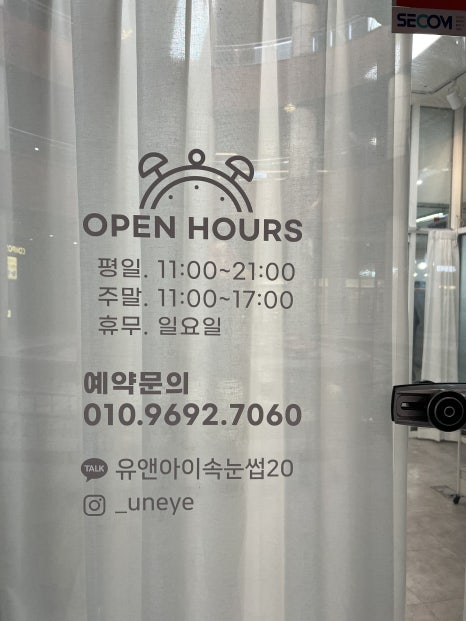 SECOM
OPEN HOURS
평일. 11:00~21:00
주말. 11:00~17:00
휴무. 일요일
예약문의
010.9692.7060
TALK 유앤아이속눈썹20
_uneye